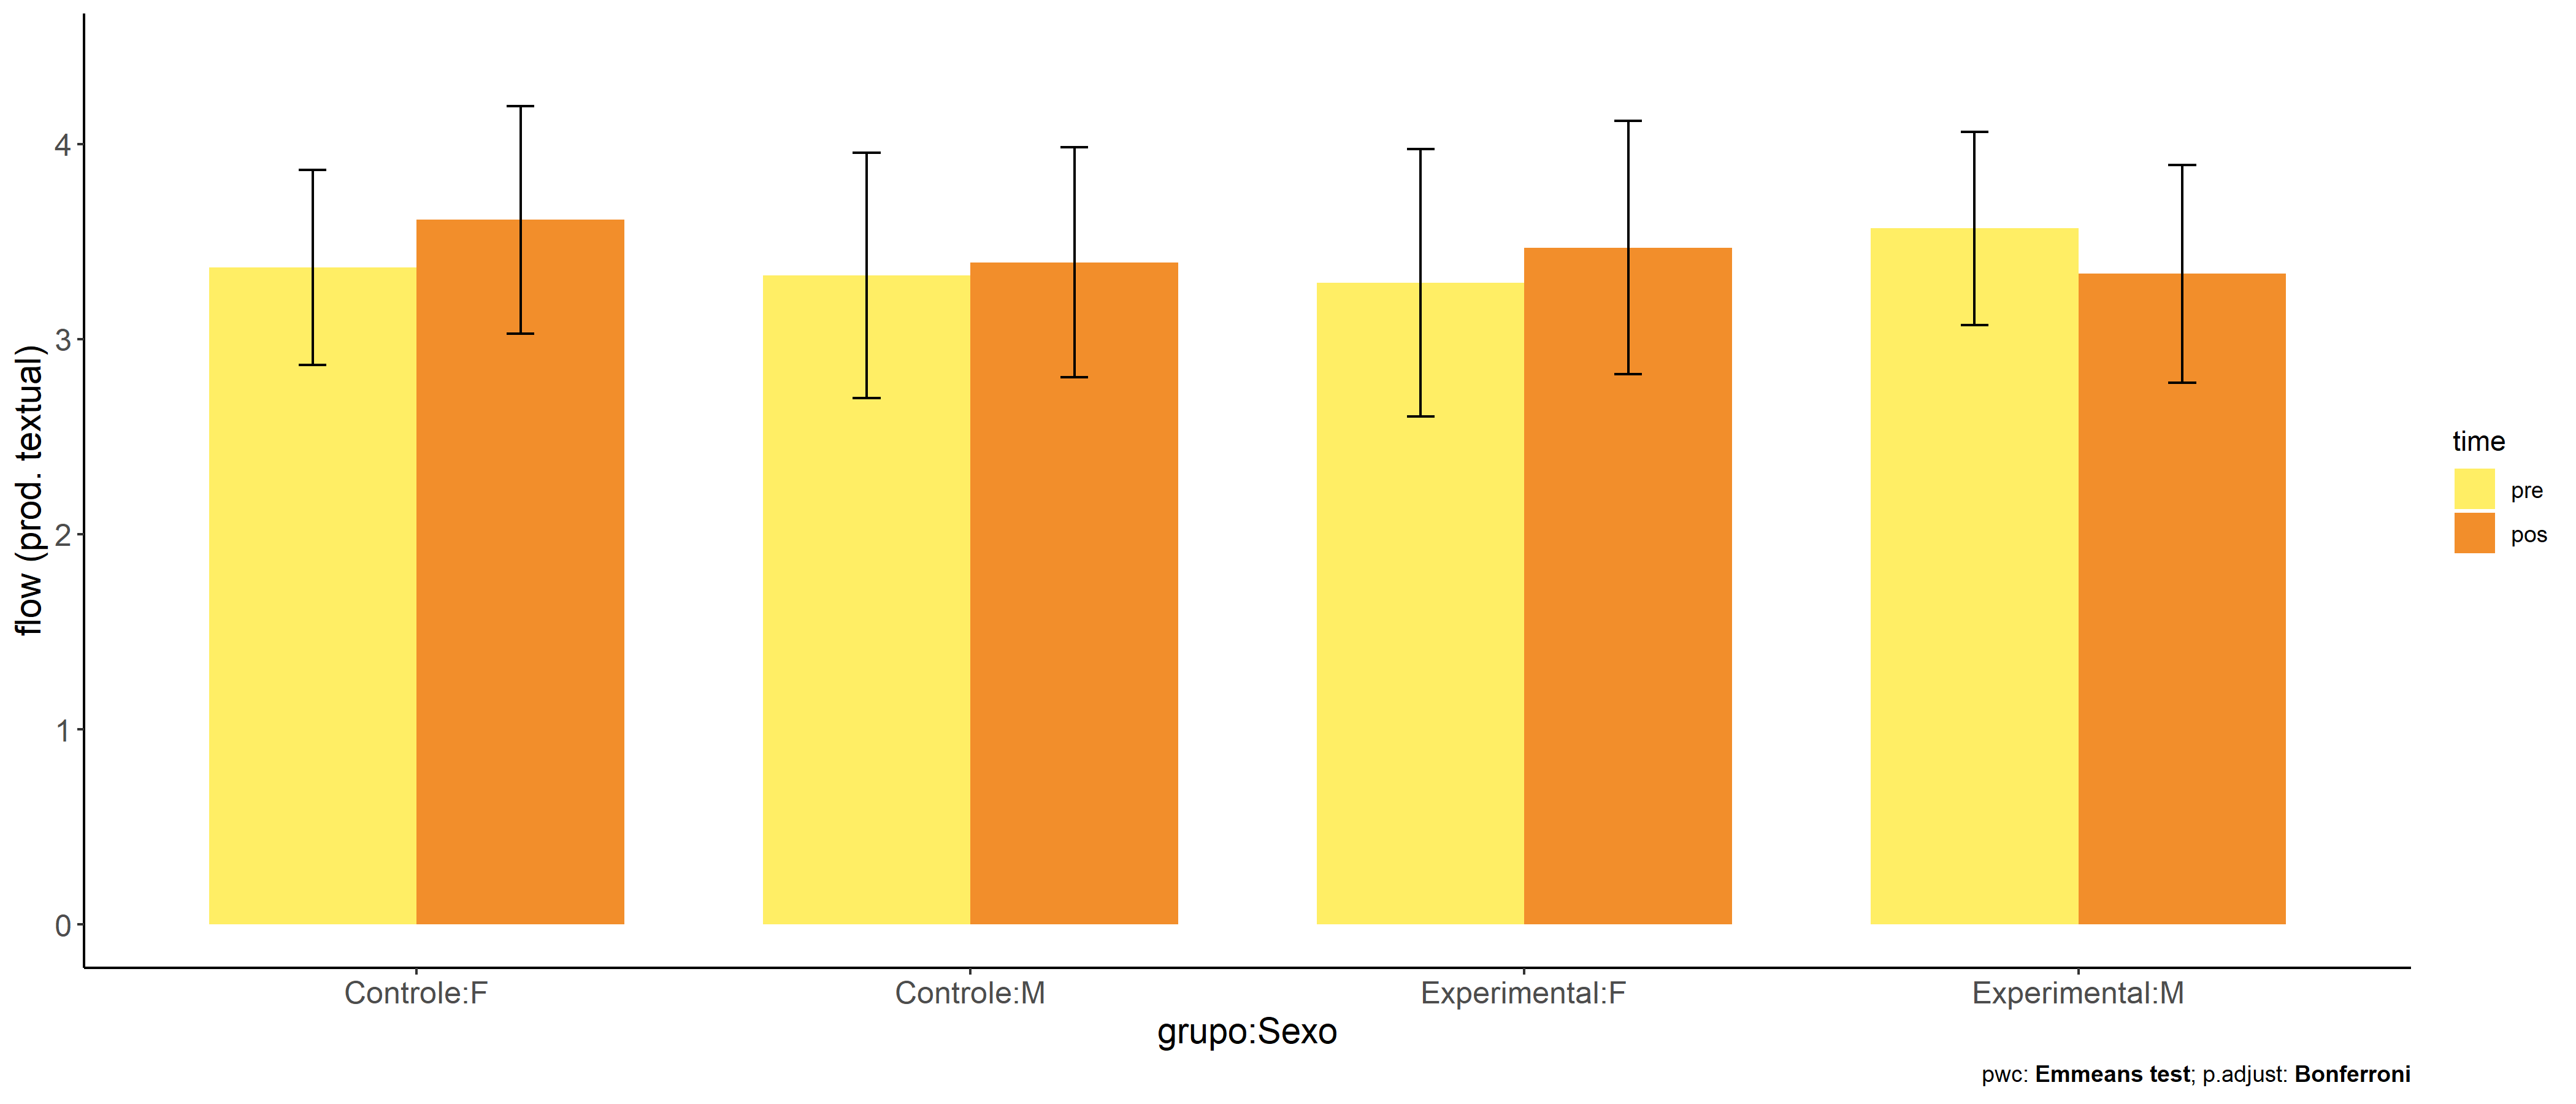 flow (prod. textual)
4
3
2
1
0
Controle:F
Controle:M
Experimental:F
Experimental:M
grupo:Sexo
time
pre
pos
pwc: Emmeans test; p.adjust: Bonferroni